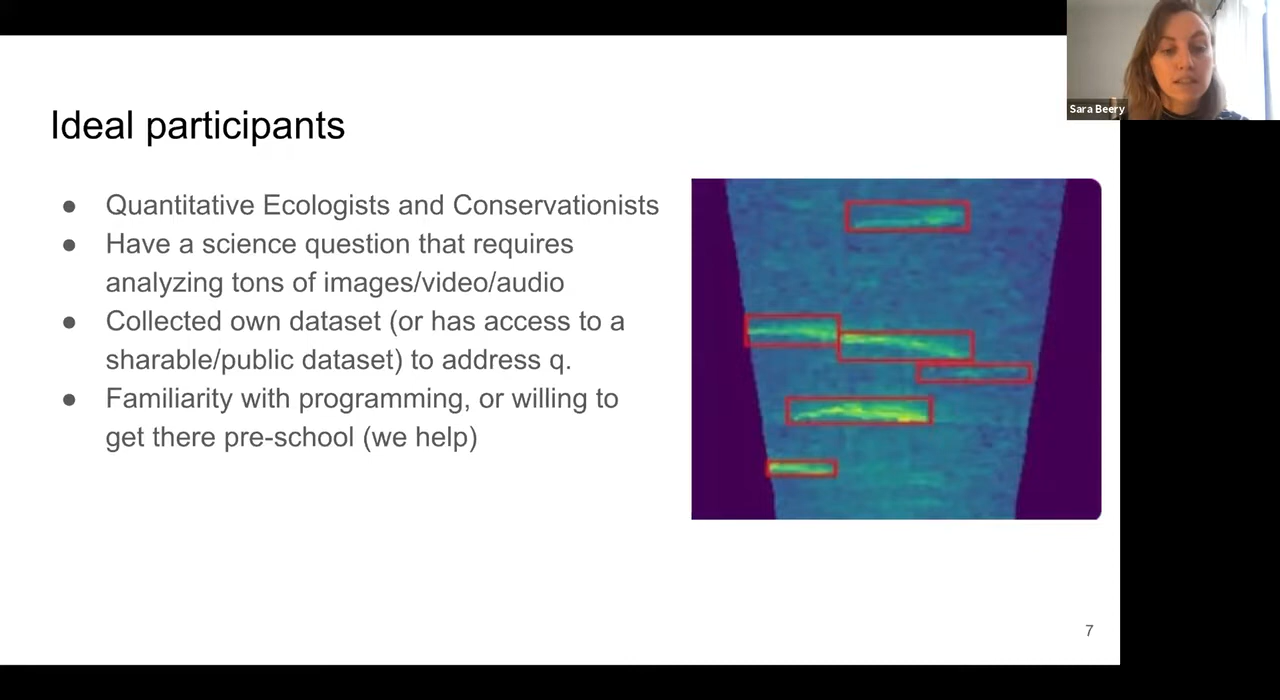 Sara Beery
Ideal participants
● Quantitative Ecologists and Conservationists
● Have a science question that requires
analyzing tons of images/video/audio
● Collected own dataset (or has access to a
sharable/public dataset) to address q.
● Familiarity with programming, or willing to
get there pre-school (we help)
7